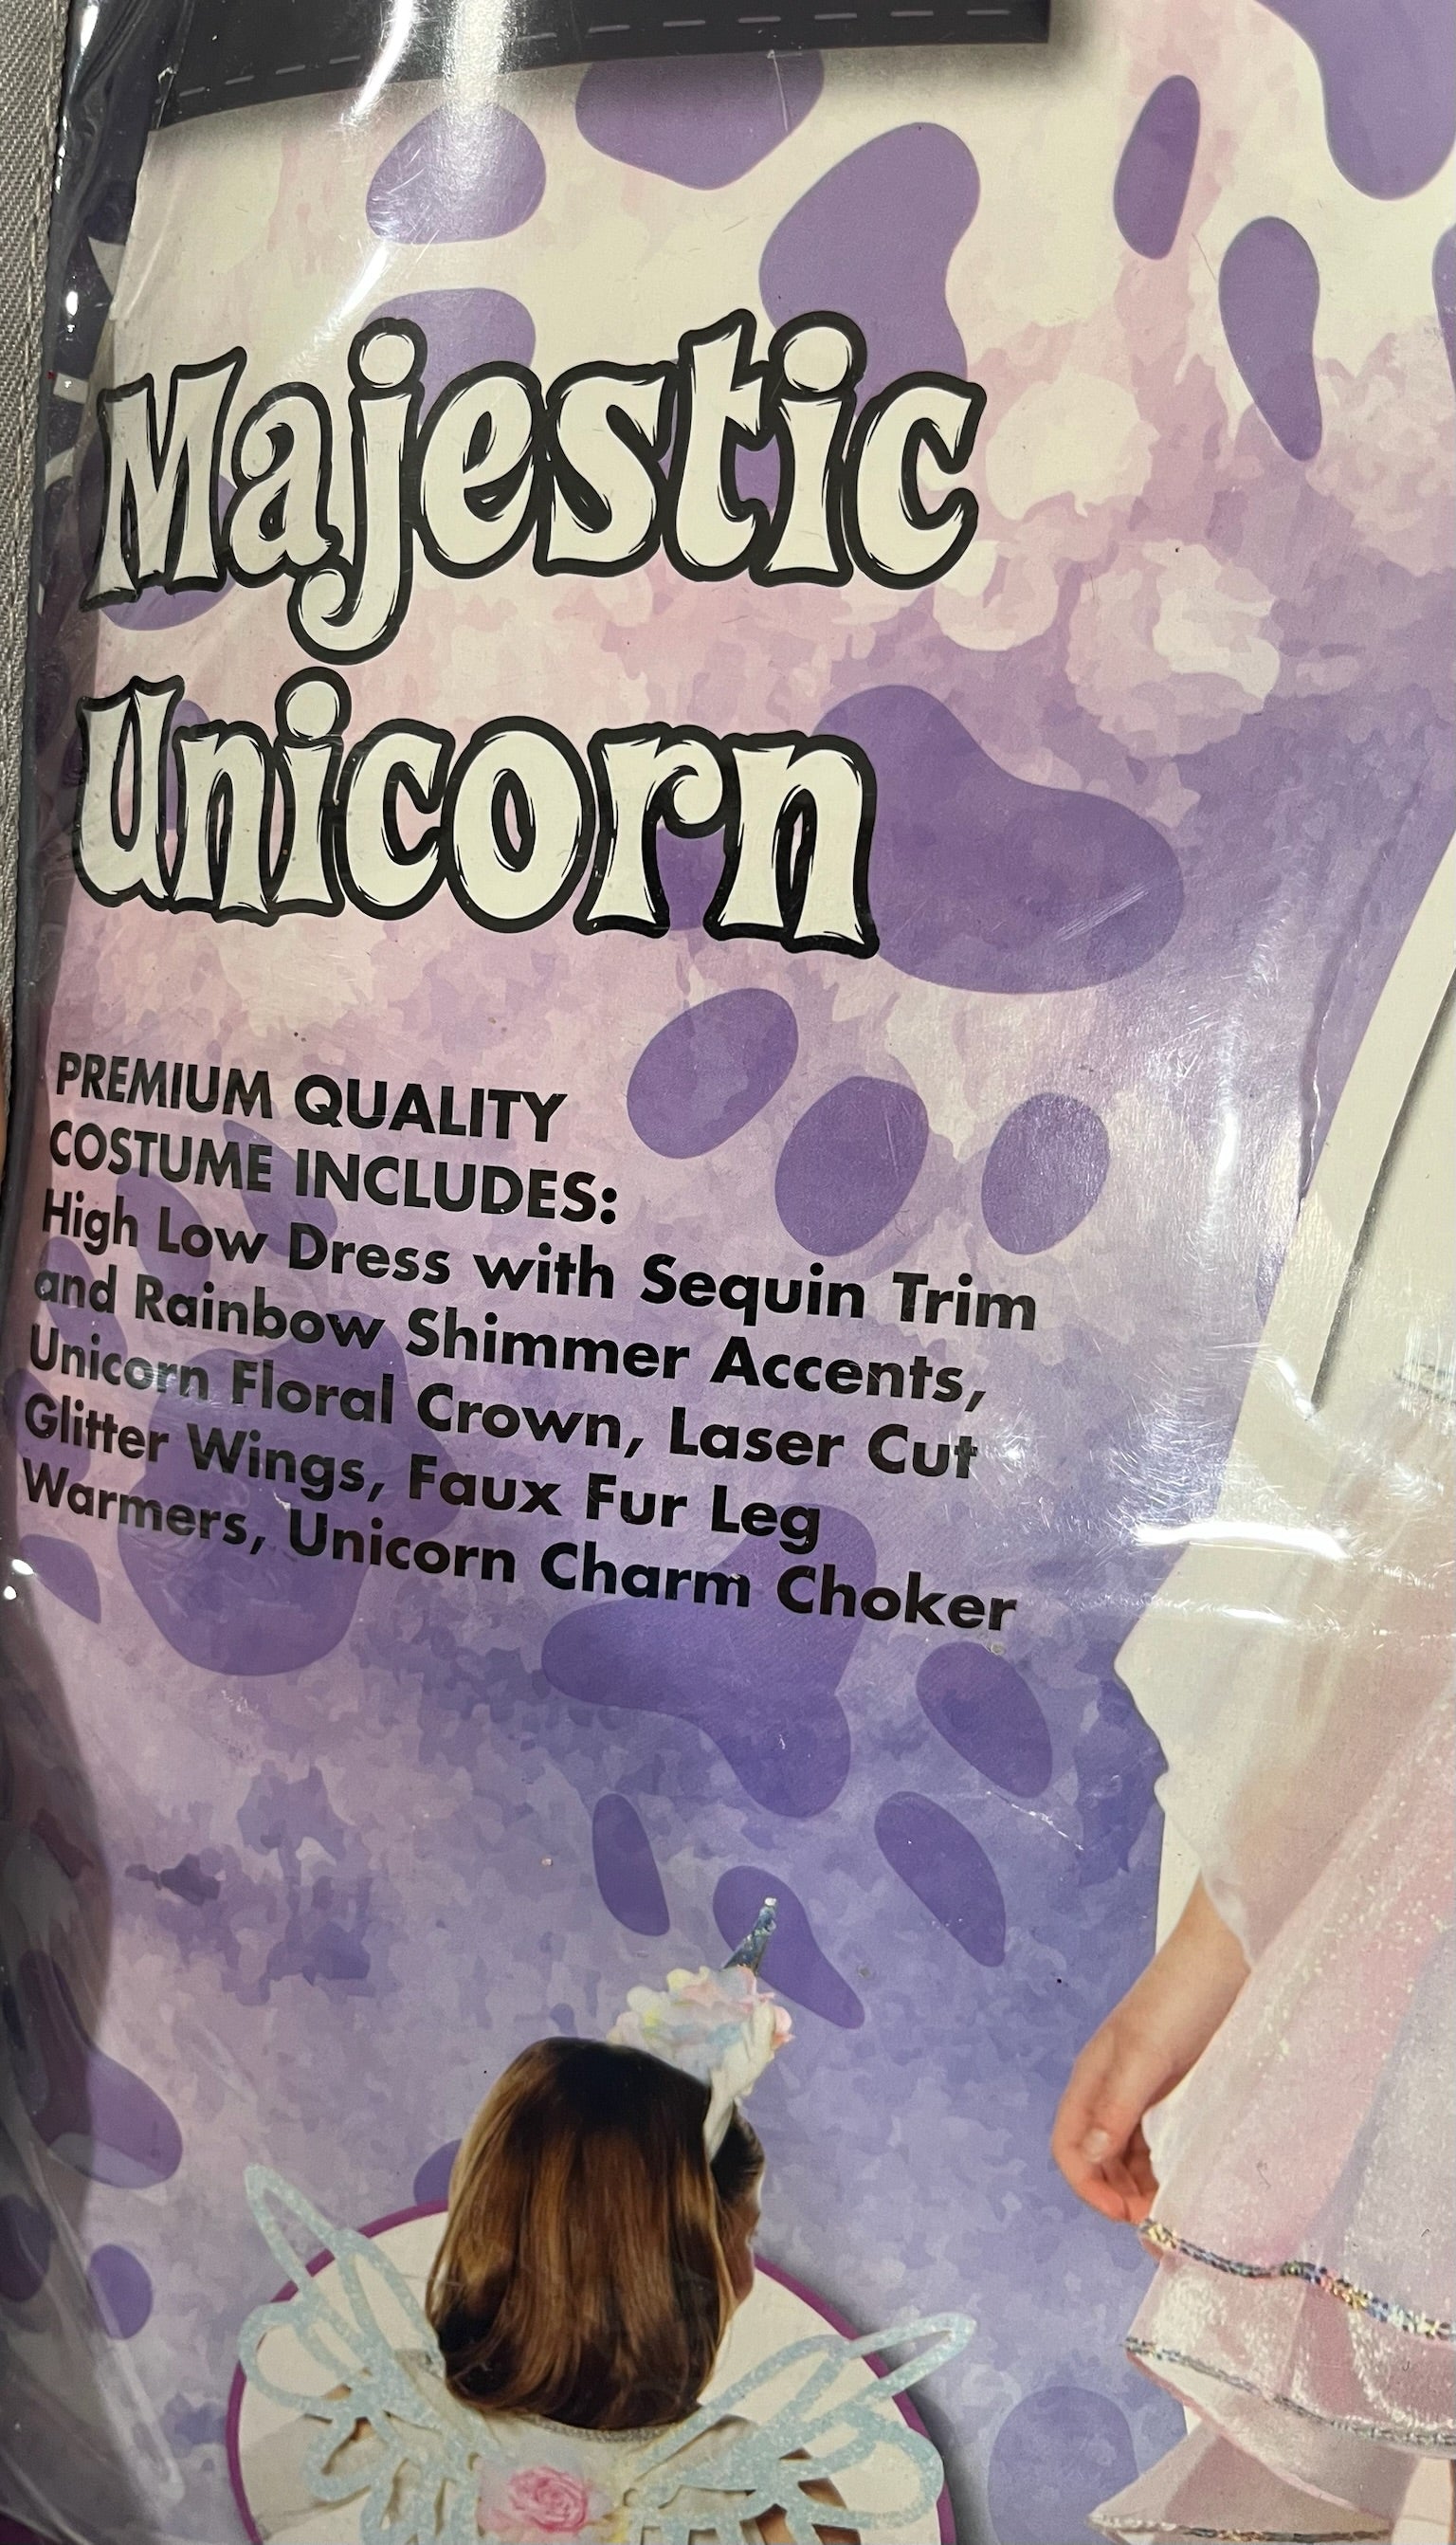 Majestic
Unicorn
PREMIUM QUALITY
COSTUME INCLUDES:
High Low Dress with Sequin Trim
and Rainbow Shimmer Accents,
Unicorn Floral Crown, Laser Cut
Glitter Wings, Faux Fur Leg
Warmers, Unicorn Charm Choker